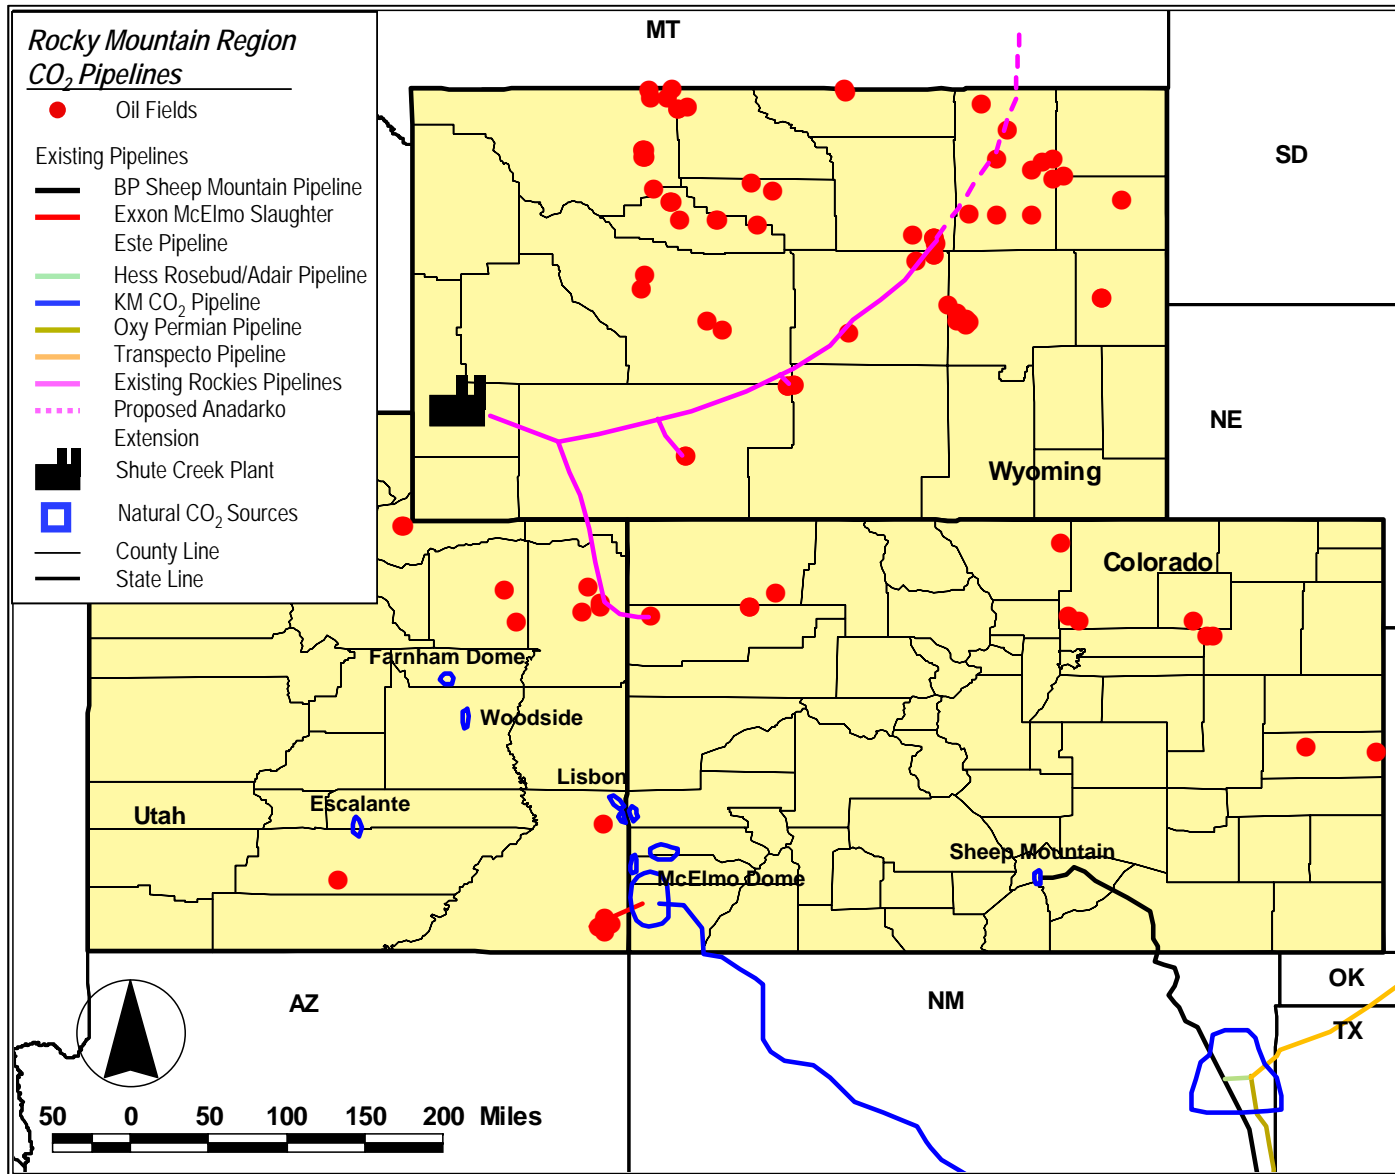 Rocky Mountain Region
CO2 Pipelines
Oil Fields
Existing Pipelines
BP Sheep Mountain Pipeline
Exxon McElmo Slaughter
Este Pipeline
Hess Rosebud/Adair Pipeline
KM CO2 Pipeline
Oxy Permian Pipeline
Transpecto Pipeline
Existing Rockies Pipelines
Proposed Anadarko
Extension
Shute Creek Plant
Natural CO2 Sources
County Line
State Line
MT
SD
NE
Wyoming
Colorado
Farnham Dome
Woodside
Lisbon
Escalante
Utah
Sheep Mountain
McElmo Dome
OK
AZ
NM
TX
50 0 50 100 150 200 Miles